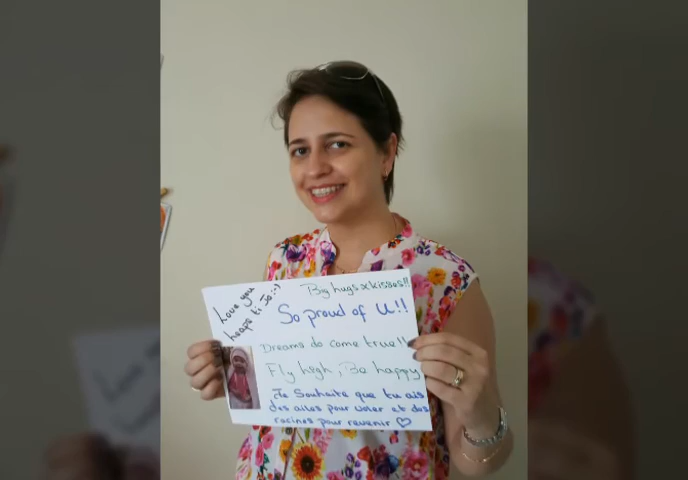 Love you
heaps ti Jo :-)
Big hugs x kisses!!
So proud of U!!
Dreams do come true!!
Fly high, Be happy
Je souhaite que tu ais
des ailes pour voler et des
racines pour revenir ♡